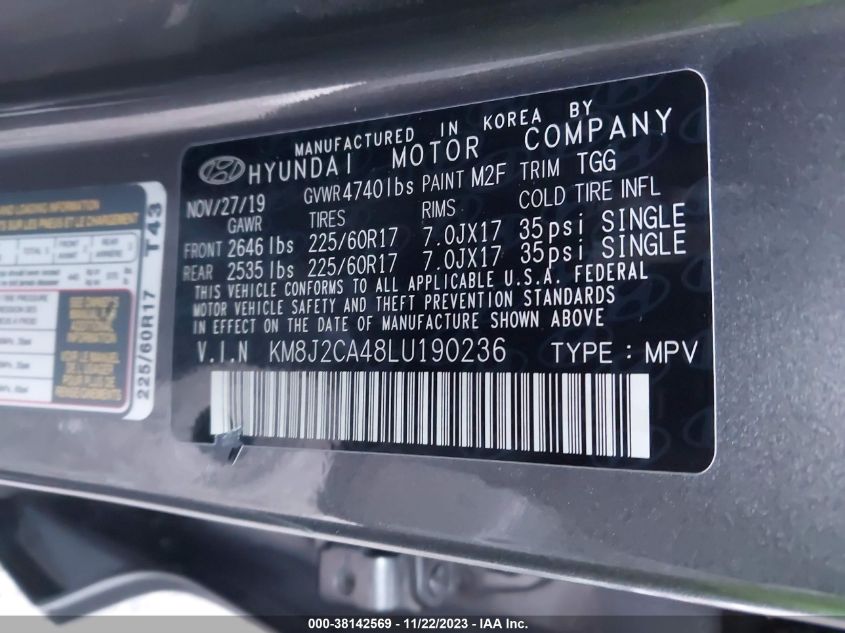 MANUFACTURED IN KOREA BY
HYUNDAI MOTOR COMPANY
NOV/27/19 GVWR 4740 lbs PAINT M2F TRIM TGG
GAWR TIRES RIMS COLD TIRE INFL
FRONT 2646 lbs 225/60R17 7.0JX17 35psi SINGLE
REAR 2535 lbs 225/60R17 7.0JX17 35psi SINGLE
THIS VEHICLE CONFORMS TO ALL APPLICABLE U.S.A. FEDERAL
MOTOR VEHICLE SAFETY AND THEFT PREVENTION STANDARDS
IN EFFECT ON THE DATE OF MANUFACTURE SHOWN ABOVE
V.I.N KM8J2CA48LU190236 TYPE : MPV
225/60R17 T43
000-38142569 - 11/22/2023 - IAA Inc.